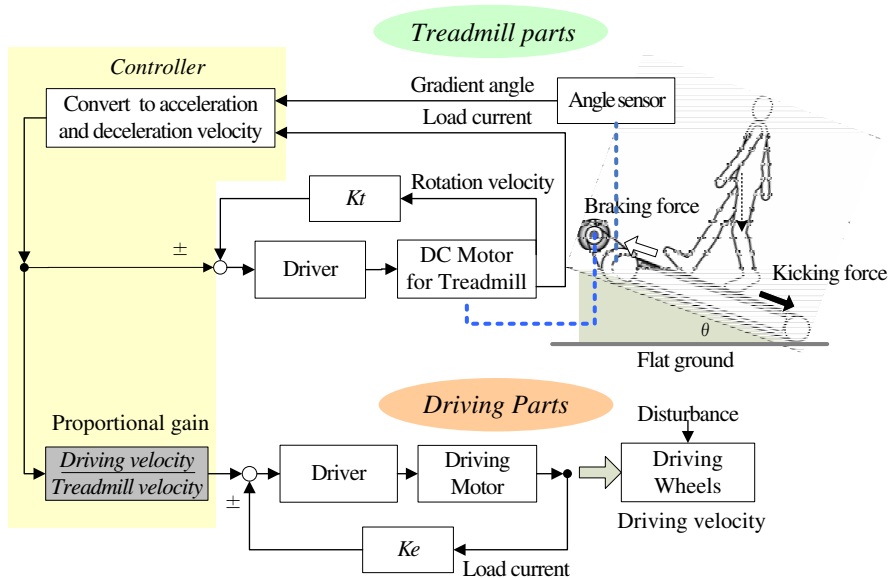 Treadmill parts
Controller
Gradient angle
Angle sensor
Convert to acceleration
and deceleration velocity
Load current
Kt
Rotation velocity
Braking force
±
Driver
DC Motor
for Treadmill
Kicking force
θ
Flat ground
Driving Parts
Proportional gain
Disturbance
Driving velocity
Treadmill velocity
±
Driver
Driving
Motor
Driving
Wheels
Driving velocity
Ke
Load current